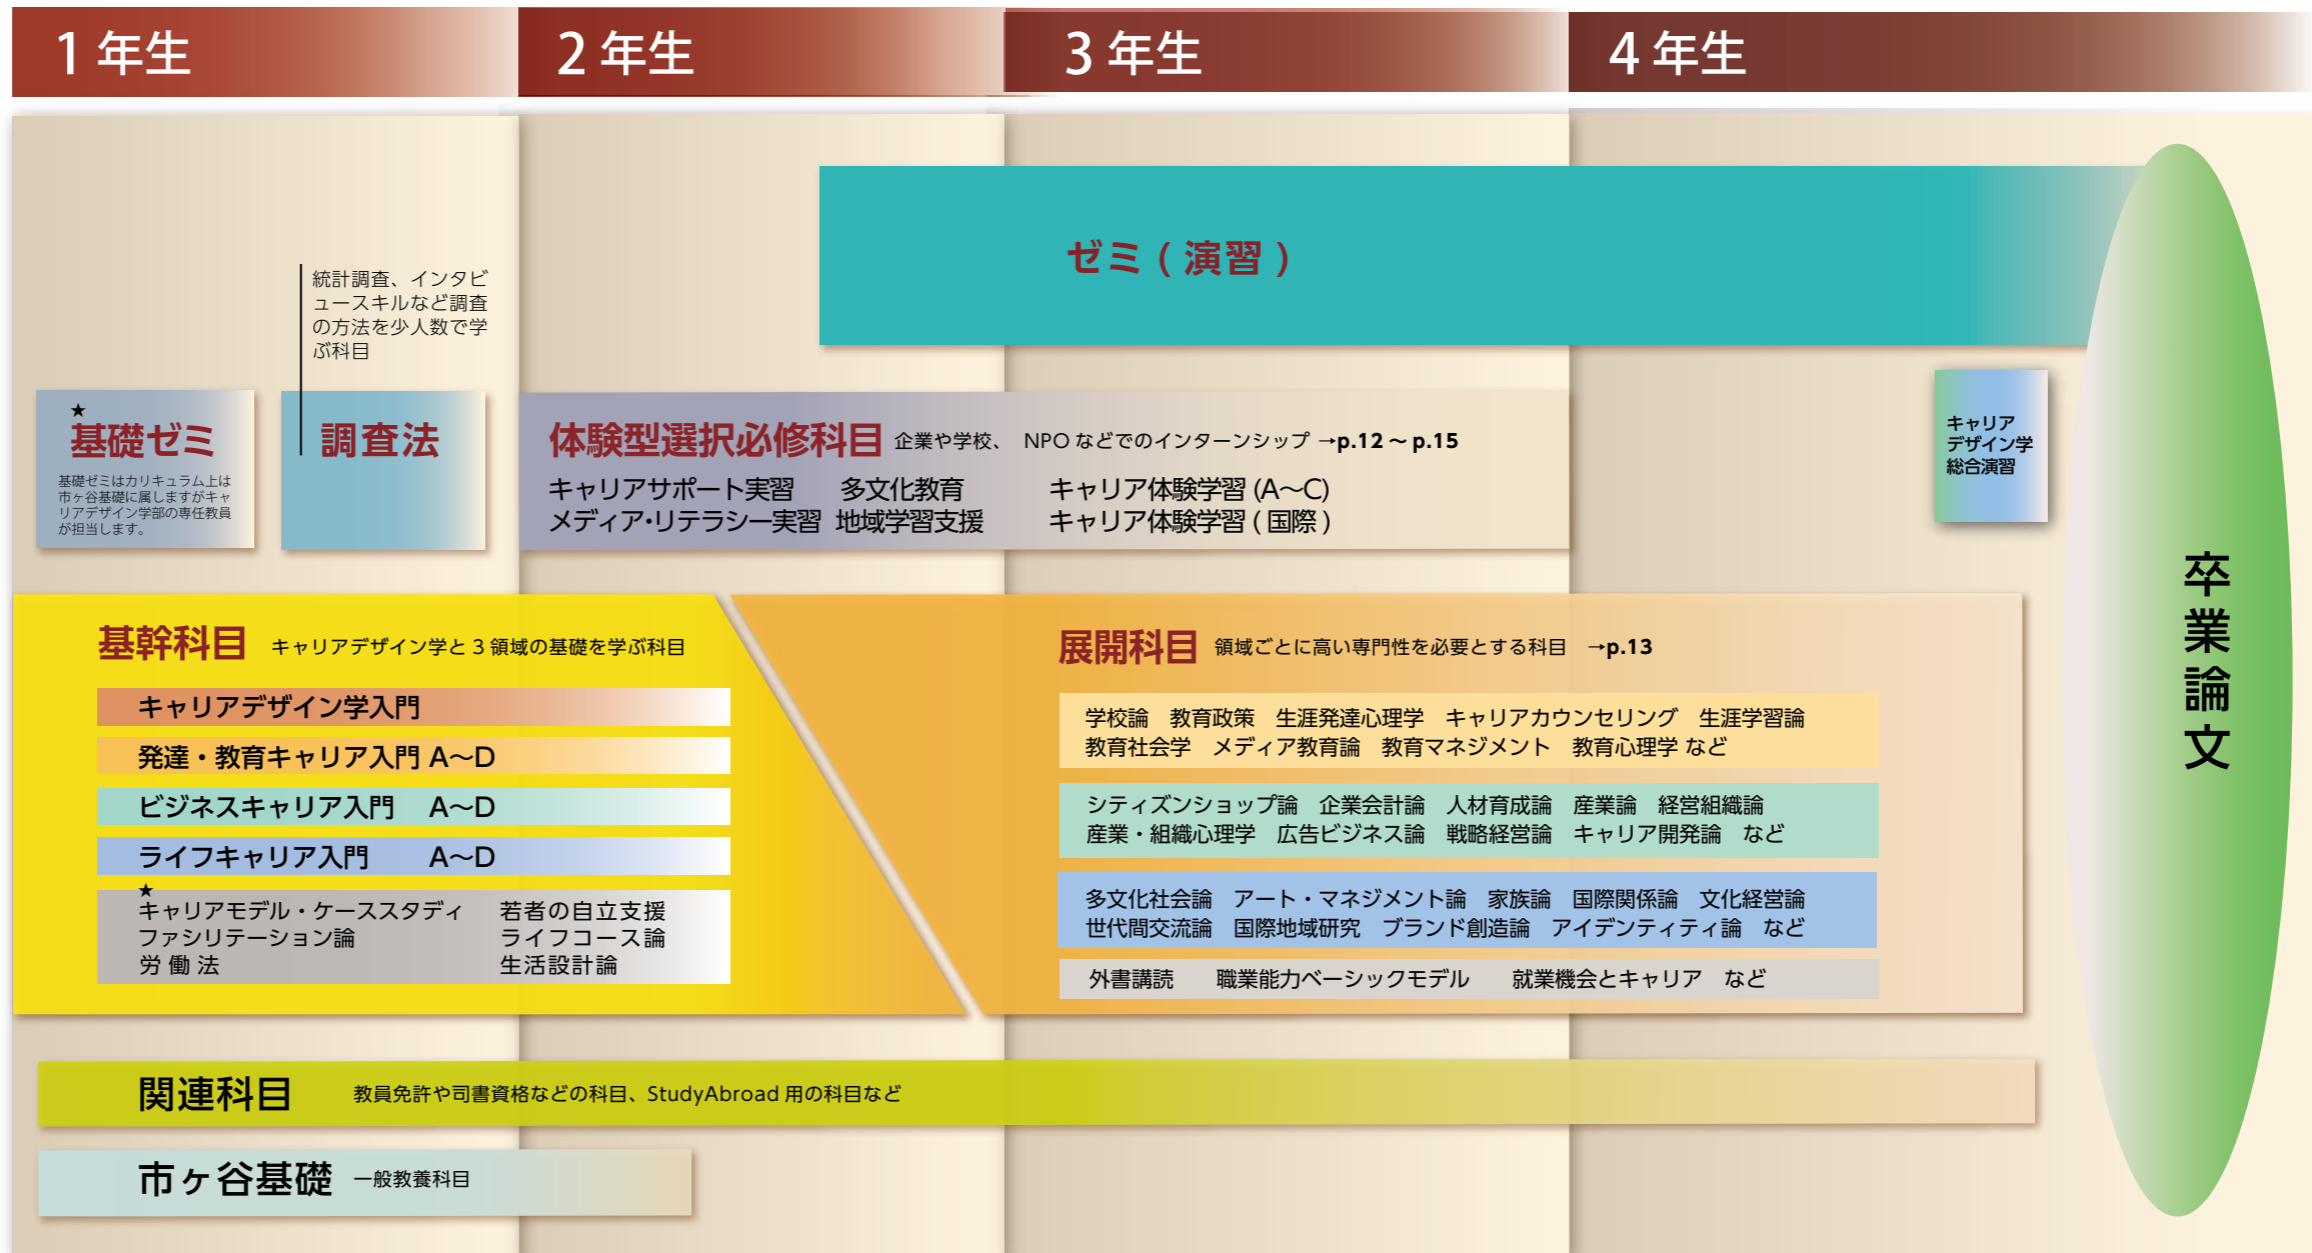 1 年生
2 年生
3 年生
4 年生
ゼミ ( 演習 )
統計調査、インタビ
ュースキルなど調査
の方法を少人数で学
ぶ科目
★
基礎ゼミ
基礎ゼミはカリキュラム上は
市ヶ谷基礎に属しますがキャ
リアデザイン学部の専任教員
が担当します。
調査法
体験型選択必修科目 企業や学校、 NPO などでのインターンシップ →p.12 ～ p.15
キャリアサポート実習 多文化教育 キャリア体験学習 (A～C)
メディア・リテラシー実習 地域学習支援 キャリア体験学習 ( 国際 )
キャリア
デザイン学
総合演習
卒業論文
基幹科目 キャリアデザイン学と 3 領域の基礎を学ぶ科目
キャリアデザイン学入門
発達・教育キャリア入門 A～D
ビジネスキャリア入門 A～D
ライフキャリア入門 A～D
★
キャリアモデル・ケーススタディ 若者の自立支援
ファシリテーション論 ライフコース論
労 働 法 生活設計論
展開科目 領域ごとに高い専門性を必要とする科目 →p.13
学校論 教育政策 生涯発達心理学 キャリアカウンセリング 生涯学習論
教育社会学 メディア教育論 教育マネジメント 教育心理学 など
シティズンショップ論 企業会計論 人材育成論 産業論 経営組織論
産業・組織心理学 広告ビジネス論 戦略経営論 キャリア開発論 など
多文化社会論 アート・マネジメント論 家族論 国際関係論 文化経営論
世代間交流論 国際地域研究 ブランド創造論 アイデンティティ論 など
外書講読 職業能力ベーシックモデル 就業機会とキャリア など
関連科目 教員免許や司書資格などの科目、StudyAbroad 用の科目など
市ヶ谷基礎 一般教養科目